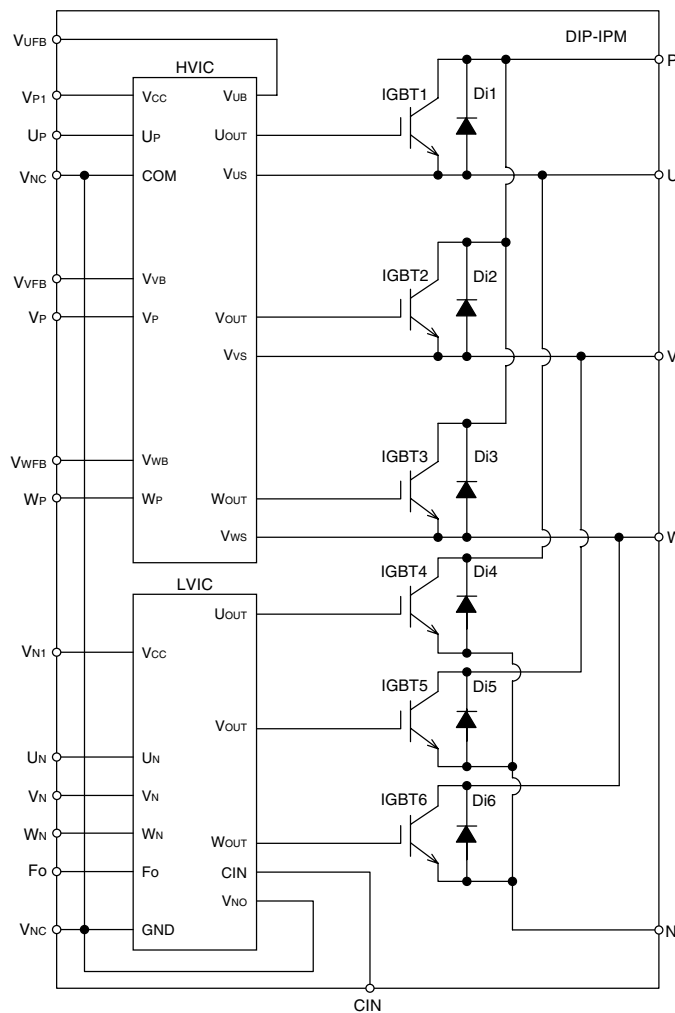 DIP-IPM
VUFB
HVIC
P
VP1
VCC
VUB
IGBT1
Di1
UP
UP
UOUT
VNC
COM
VUS
U
VVFB
VVB
IGBT2
Di2
VP
VP
VOUT
VVS
V
VWFB
VWB
IGBT3
Di3
WP
WP
WOUT
VWS
W
LVIC
IGBT4
Di4
UOUT
VN1
VCC
IGBT5
Di5
VOUT
UN
UN
VN
VN
IGBT6
Di6
WN
WN
WOUT
Fo
Fo
CIN
VNO
VNC
GND
N
CIN